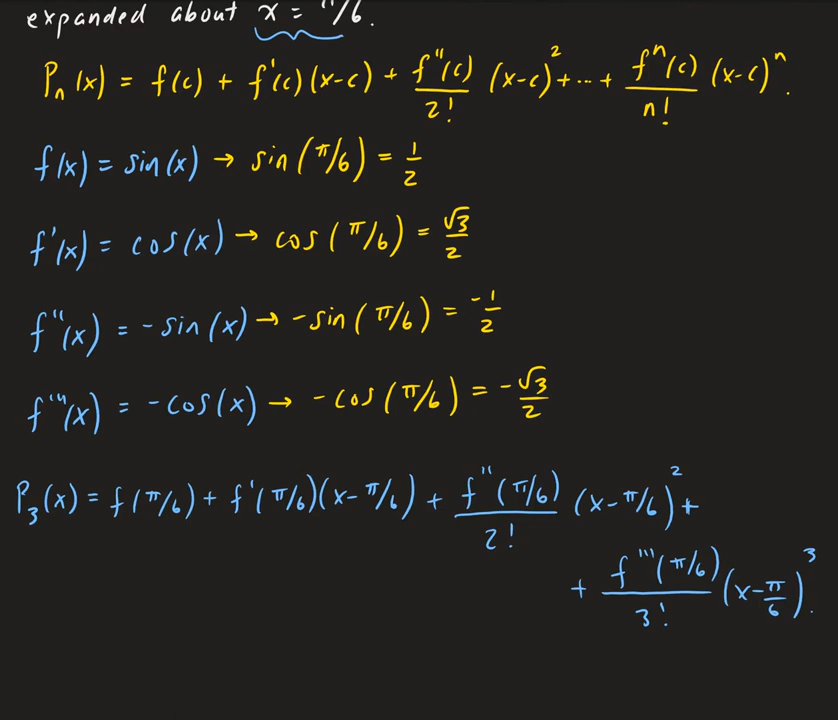 expanded about x = π/6.
Pn(x) = f(c) + f'(c)(x-c) + f''(c)/2! (x-c)^2 + ... + f^n(c)/n! (x-c)^n.
f(x) = sin(x) → sin(π/6) = 1/2
f'(x) = cos(x) → cos(π/6) = √3/2
f''(x) = -sin(x) → -sin(π/6) = -1/2
f'''(x) = -cos(x) → -cos(π/6) = -√3/2
P3(x) = f(π/6) + f'(π/6)(x-π/6) + f''(π/6)/2! (x-π/6)^2 +
+ f'''(π/6)/3! (x-π/6)^3.